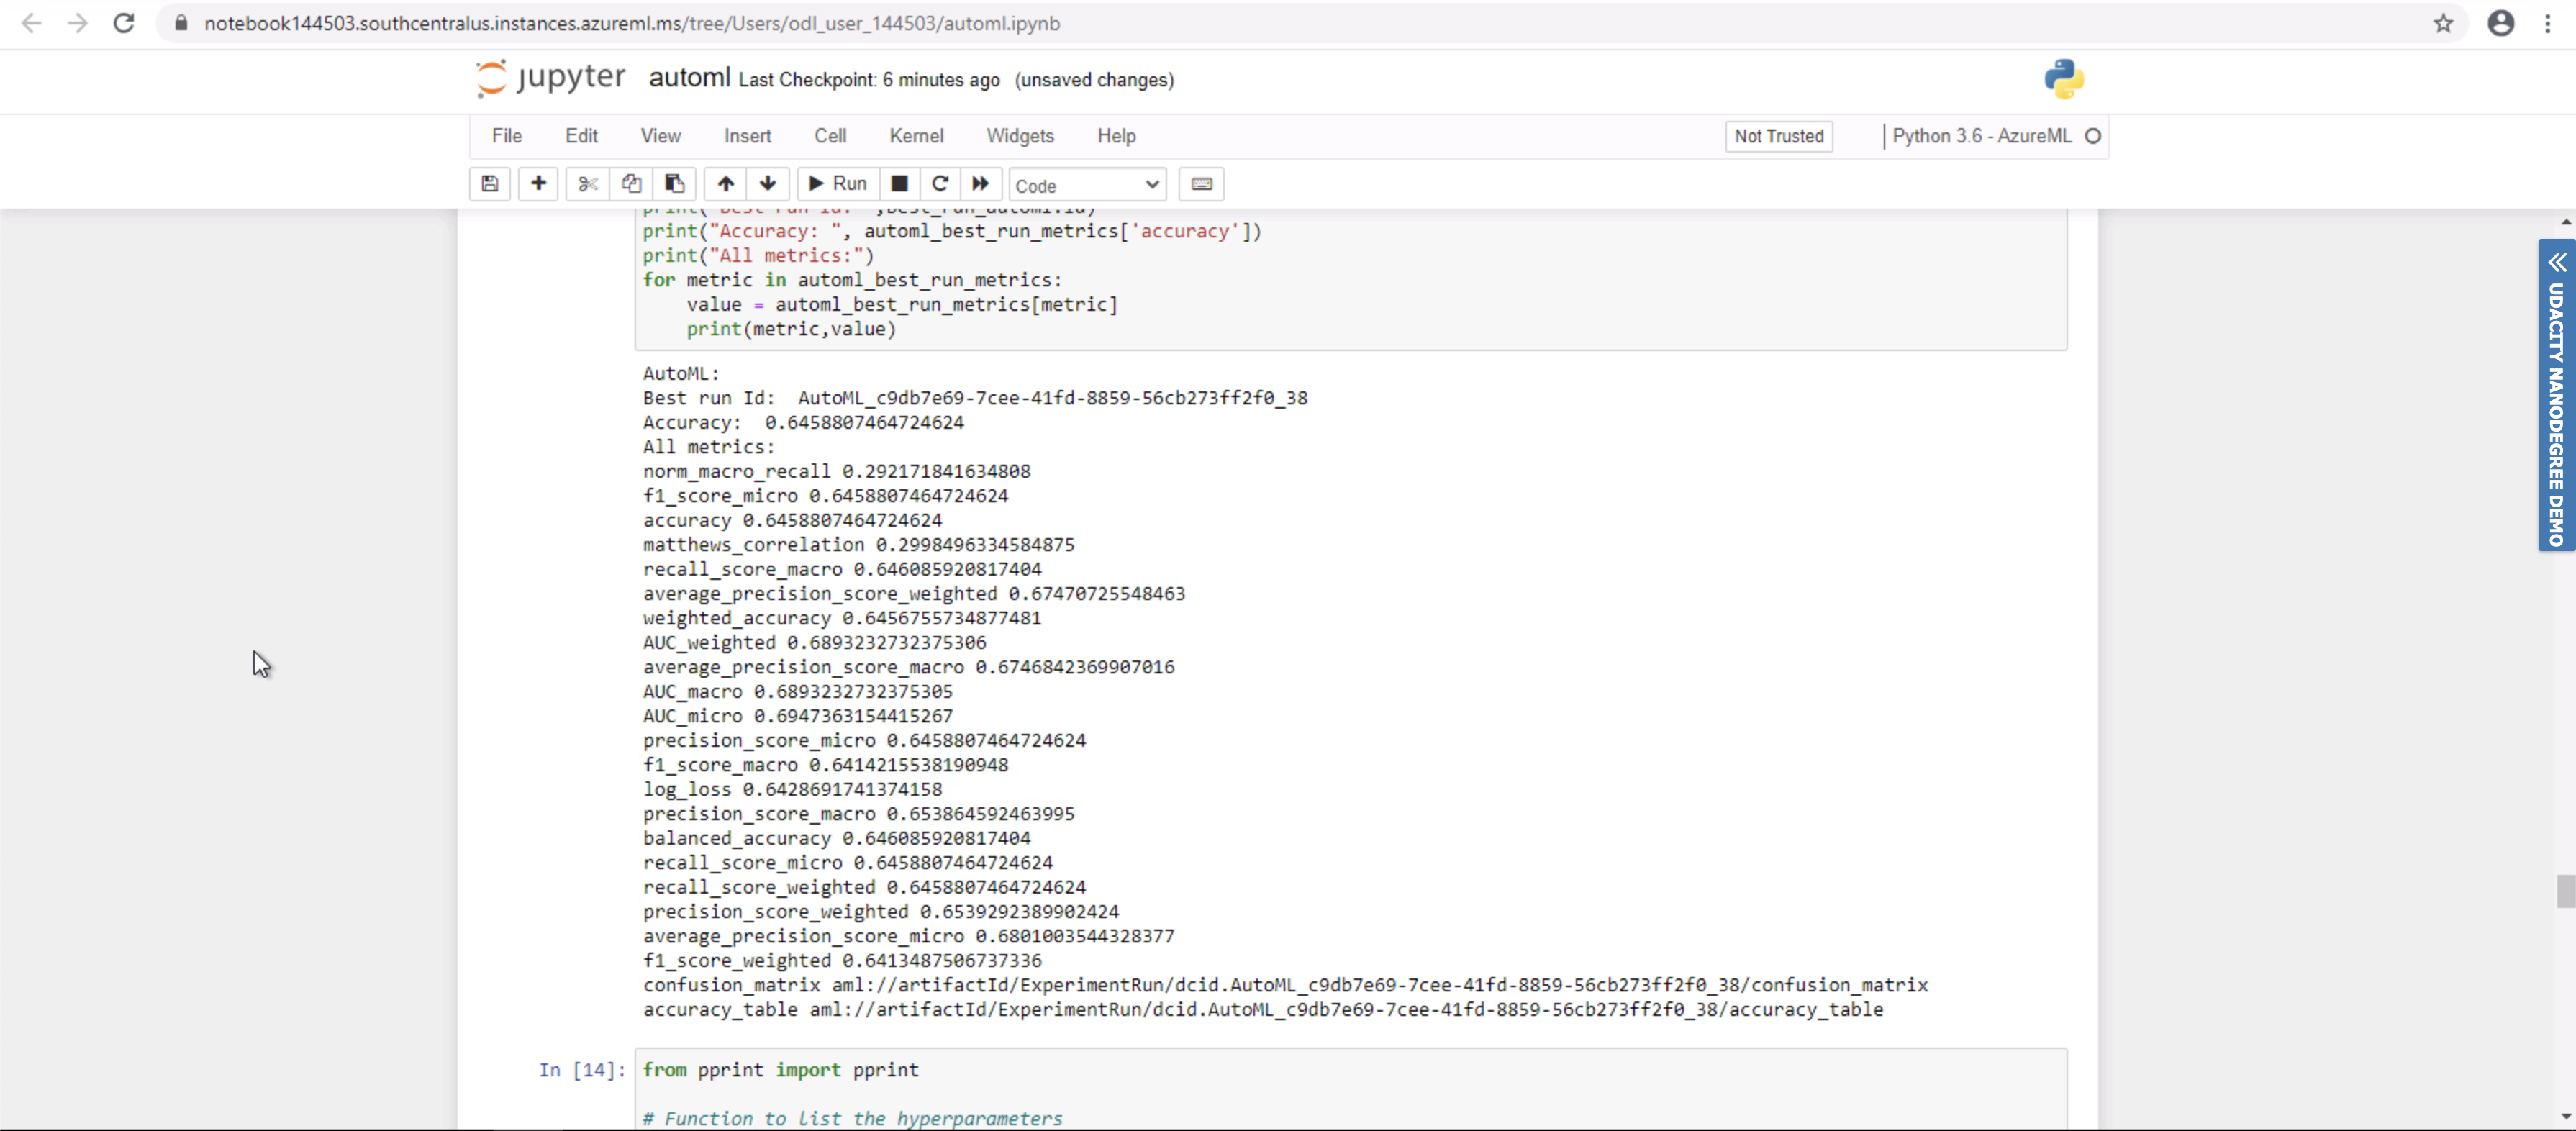 notebook144503.southcentralus.instances.azureml.ms/tree/Users/odl_user_144503/automl.ipynb
jupyter automl Last Checkpoint: 6 minutes ago (unsaved changes)
File Edit View Insert Cell Kernel Widgets Help Not Trusted Python 3.6 - AzureML
Run Code
print("Best run Id: ",best_run_automl.id)
print("Accuracy: ", automl_best_run_metrics['accuracy'])
print("All metrics:")
for metric in automl_best_run_metrics:
    value = automl_best_run_metrics[metric]
    print(metric,value)
AutoML:
Best run Id:  AutoML_c9db7e69-7cee-41fd-8859-56cb273ff2f0_38
Accuracy:  0.6458807464724624
All metrics:
norm_macro_recall 0.292171841634808
f1_score_micro 0.6458807464724624
accuracy 0.6458807464724624
matthews_correlation 0.2998496334584875
recall_score_macro 0.646085920817404
average_precision_score_weighted 0.67470725548463
weighted_accuracy 0.6456755734877481
AUC_weighted 0.6893232732375306
average_precision_score_macro 0.6746842369907016
AUC_macro 0.6893232732375305
AUC_micro 0.6947363154415267
precision_score_micro 0.6458807464724624
f1_score_macro 0.6414215538190948
log_loss 0.6428691741374158
precision_score_macro 0.653864592463995
balanced_accuracy 0.646085920817404
recall_score_micro 0.6458807464724624
recall_score_weighted 0.6458807464724624
precision_score_weighted 0.6539292389902424
average_precision_score_micro 0.6801003544328377
f1_score_weighted 0.6413487506737336
confusion_matrix aml://artifactId/ExperimentRun/dcid.AutoML_c9db7e69-7cee-41fd-8859-56cb273ff2f0_38/confusion_matrix
accuracy_table aml://artifactId/ExperimentRun/dcid.AutoML_c9db7e69-7cee-41fd-8859-56cb273ff2f0_38/accuracy_table
In [14]: from pprint import pprint
# Function to list the hyperparameters
UDACITY NANODEGREE DEMO